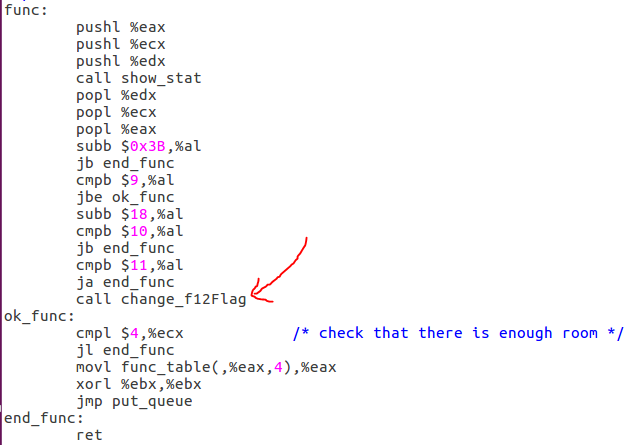 func:
pushl %eax
pushl %ecx
pushl %edx
call show_stat
popl %edx
popl %ecx
popl %eax
subb $0x3B,%al
jb end_func
cmpb $9,%al
jbe ok_func
subb $18,%al
cmpb $10,%al
jb end_func
cmpb $11,%al
ja end_func
call change_f12Flag
ok_func:
cmpl $4,%ecx /* check that there is enough room */
jl end_func
movl func_table(,%eax,4),%eax
xorl %ebx,%ebx
jmp put_queue
end_func:
ret